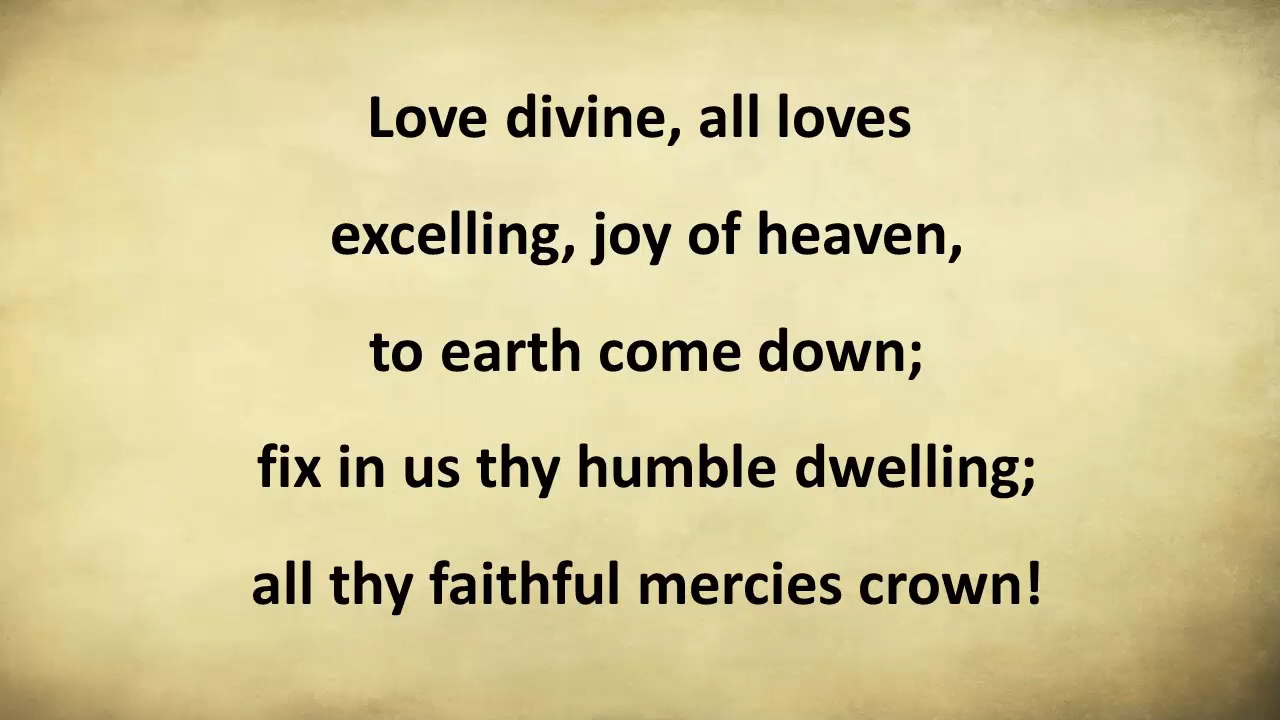 Love divine, all loves
excelling, joy of heaven,
to earth come down;
fix in us thy humble dwelling;
all thy faithful mercies crown!